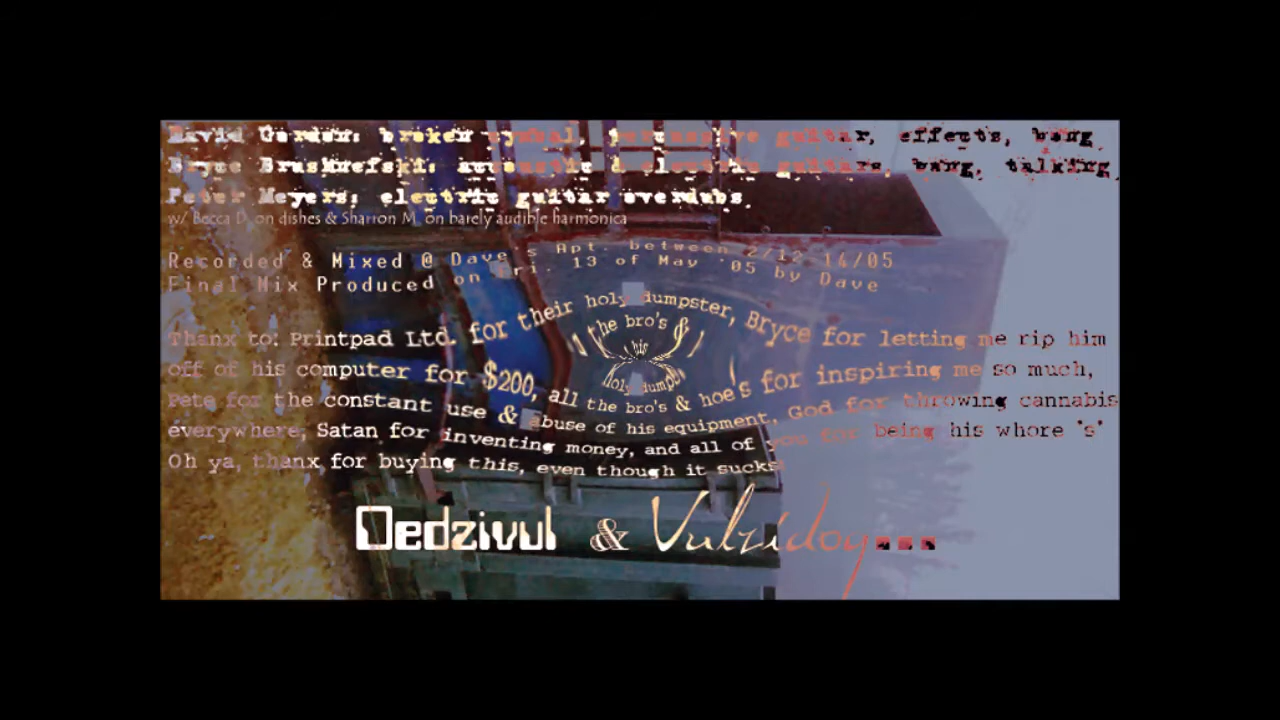 David Gordon: broken cymbal, percussive guitar, effects, bang
Bryce Brushnefski: acoustic & electric guitars, bang, talking
Peter Meyers: electric guitar overdubs
w/ Becca D. on dishes & Sharron M. on barely audible harmonica
Recorded & Mixed @ Dave's Apt. between 2/12-14/05
Final Mix Produced on Fri. 13 of May '05 by Dave
Thanx to: Printpad Ltd. for their holy dumpster, Bryce for letting me rip him
off of his computer for $200, all the bro's & hoe's for inspiring me so much,
Pete for the constant use & abuse of his equipment, God for throwing cannabis
everywhere, Satan for inventing money, and all of you for being his whore 's'
Oh ya, thanx for buying this, even though it sucks
the bro's &
his
holy dump
Oedzivul & Vulzidoy...